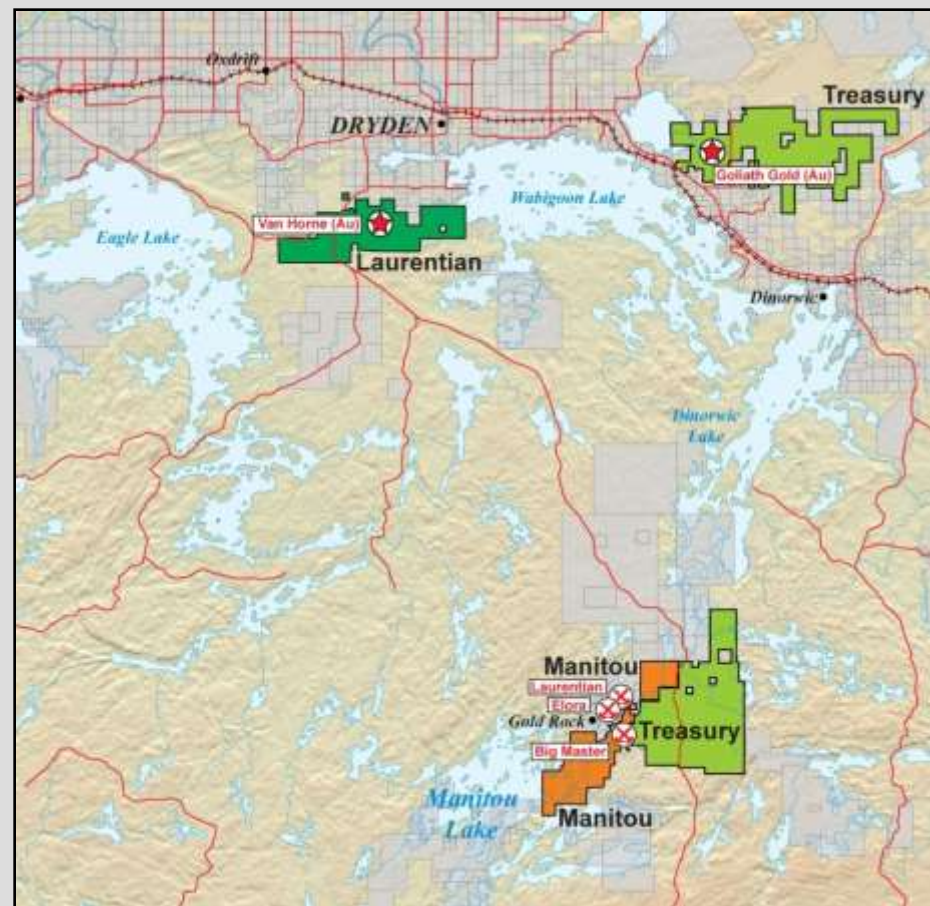 Oxdrift
DRYDEN
Treasury
Goliath Gold (Au)
Wabigoon Lake
Van Horne (Au)
Eagle Lake
Laurentian
Dinorwic
Dinorwic
Lake
Manitou
Laurentian
Elora
Gold Rock
Treasury
Big Master
Manitou
Lake
Manitou